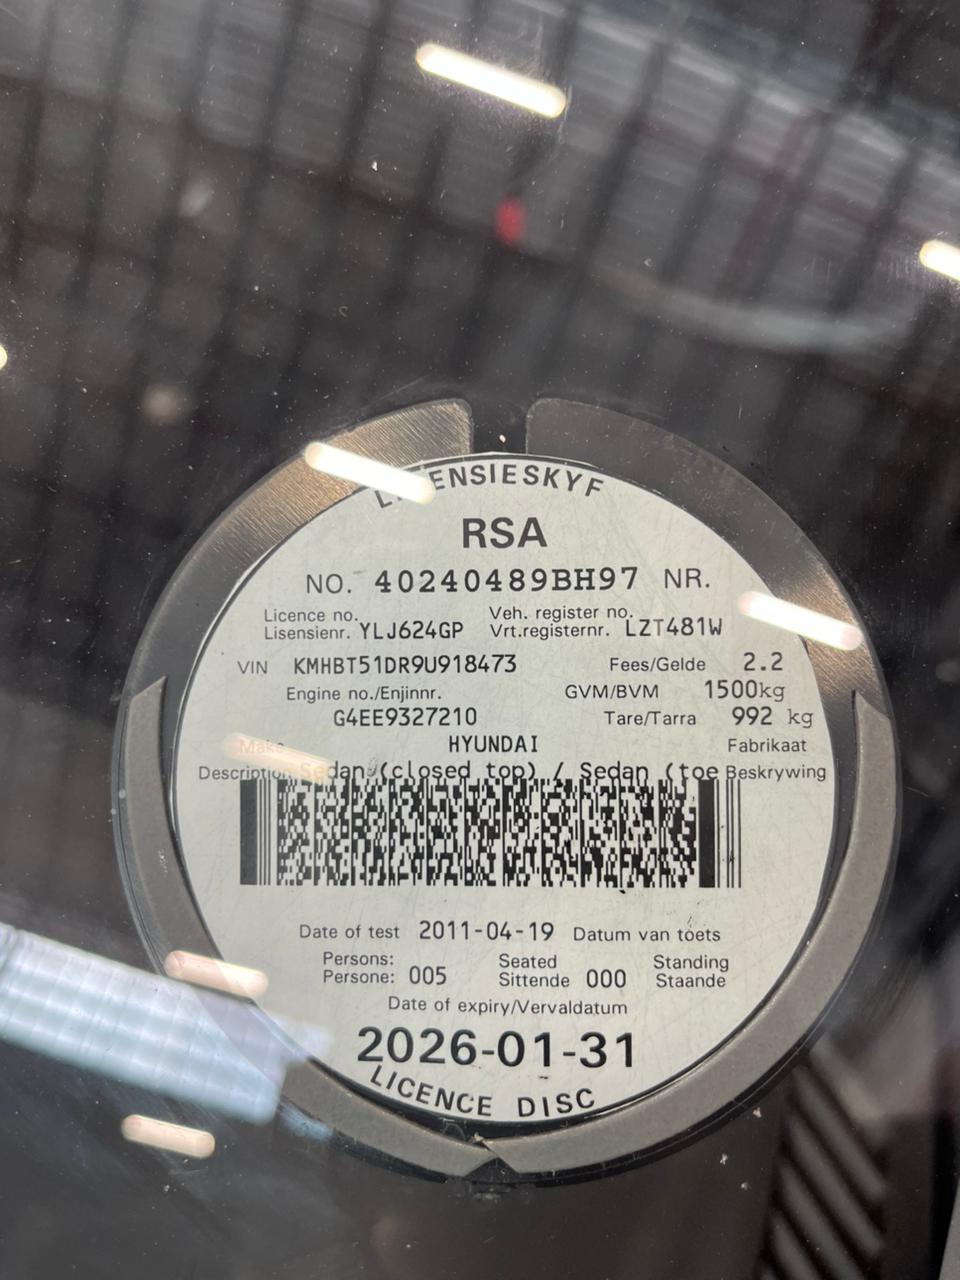 LISENSIESKYF
RSA
NO. 40240489BH97 NR.
Licence no. Veh. register no.
Lisensienr. YLJ624GP Vrt.registernr. LZT481W
VIN KMHBT51DR9U918473 Fees/Gelde 2.2
Engine no./Enjinnr. GVM/BVM 1500kg
G4EE9327210 Tare/Tarra 992 kg
Make HYUNDAI Fabrikaat
Description Sedan (closed top) / Sedan (toe Beskrywing
Date of test 2011-04-19 Datum van toets
Persons: Seated Standing
Persone: 005 Sittende 000 Staande
Date of expiry/Vervaldatum
2026-01-31
LICENCE DISC